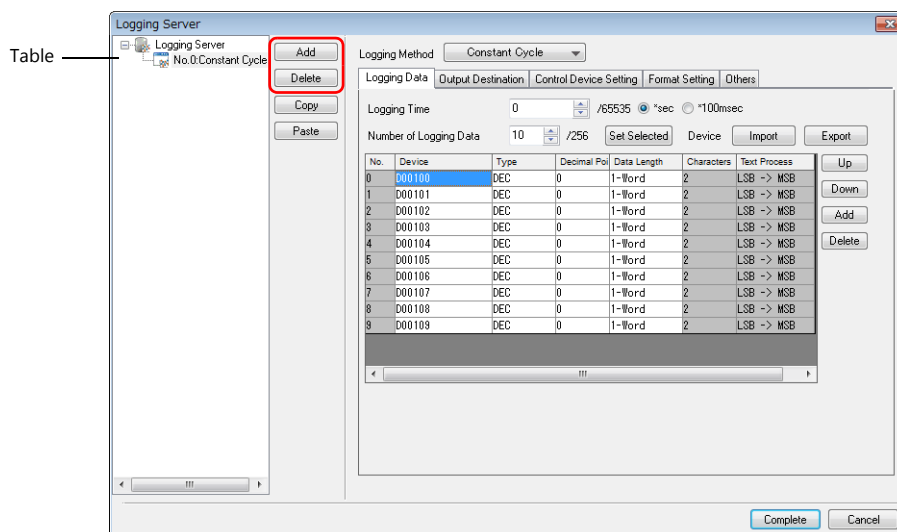 Logging Server
Table
Logging Server
No.0:Constant Cycle
Add
Delete
Copy
Paste
Logging Method Constant Cycle
Logging Data Output Destination Control Device Setting Format Setting Others
Logging Time 0 /65535 *sec *100msec
Number of Logging Data 10 /256 Set Selected Device Import Export
No. Device Type Decimal Poi Data Length Characters Text Process
0 D00100 DEC 0 1-Word 2 LSB -> MSB
1 D00101 DEC 0 1-Word 2 LSB -> MSB
2 D00102 DEC 0 1-Word 2 LSB -> MSB
3 D00103 DEC 0 1-Word 2 LSB -> MSB
4 D00104 DEC 0 1-Word 2 LSB -> MSB
5 D00105 DEC 0 1-Word 2 LSB -> MSB
6 D00106 DEC 0 1-Word 2 LSB -> MSB
7 D00107 DEC 0 1-Word 2 LSB -> MSB
8 D00108 DEC 0 1-Word 2 LSB -> MSB
9 D00109 DEC 0 1-Word 2 LSB -> MSB
Up
Down
Add
Delete
Complete Cancel